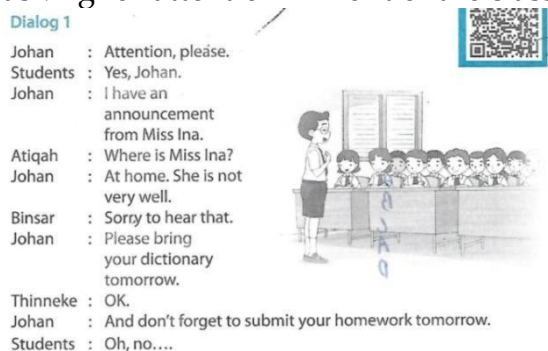 Dialog 1
Johan : Attention, please.
Students : Yes, Johan.
Johan : I have an
announcement
from Miss Ina.
Atiqah : Where is Miss Ina?
Johan : At home. She is not
very well.
Binsar : Sorry to hear that.
Johan : Please bring
your dictionary
tomorrow.
Thinneke : OK.
Johan : And don't forget to submit your homework tomorrow.
Students : Oh, no....